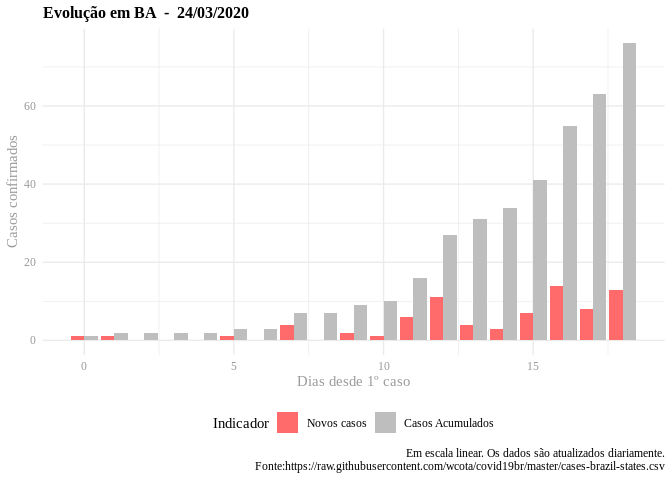 Evolução em BA  -  24/03/2020
Casos confirmados
60
40
20
0
0 5 10 15
Dias desde 1º caso
Indicador Novos casos Casos Acumulados
Em escala linear. Os dados são atualizados diariamente.
Fonte:https://raw.githubusercontent.com/wcota/covid19br/master/cases-brazil-states.csv